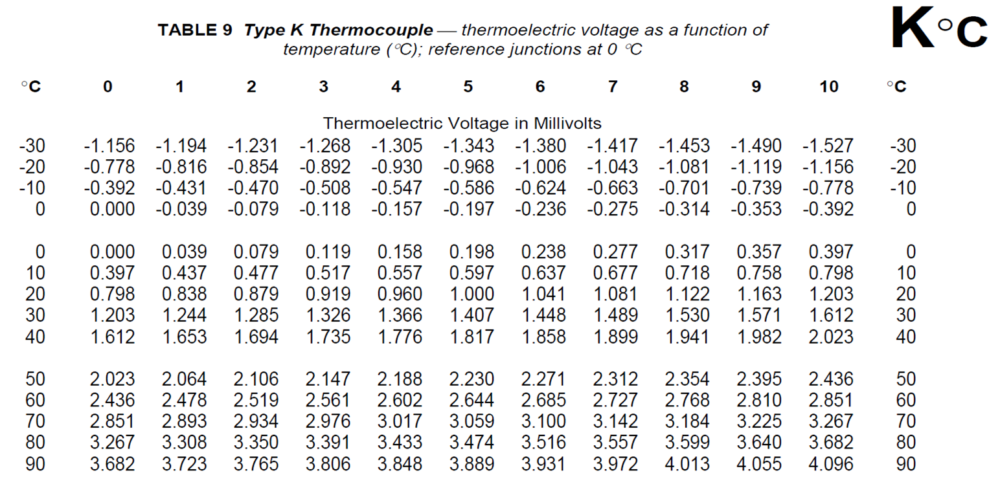 K°C
TABLE 9 Type K Thermocouple — thermoelectric voltage as a function of
temperature (°C); reference junctions at 0 °C
°C 0 1 2 3 4 5 6 7 8 9 10 °C
Thermoelectric Voltage in Millivolts
-30 -1.156 -1.194 -1.231 -1.268 -1.305 -1.343 -1.380 -1.417 -1.453 -1.490 -1.527 -30
-20 -0.778 -0.816 -0.854 -0.892 -0.930 -0.968 -1.006 -1.043 -1.081 -1.119 -1.156 -20
-10 -0.392 -0.431 -0.470 -0.508 -0.547 -0.586 -0.624 -0.663 -0.701 -0.739 -0.778 -10
0 0.000 -0.039 -0.079 -0.118 -0.157 -0.197 -0.236 -0.275 -0.314 -0.353 -0.392 0
0 0.000 0.039 0.079 0.119 0.158 0.198 0.238 0.277 0.317 0.357 0.397 0
10 0.397 0.437 0.477 0.517 0.557 0.597 0.637 0.677 0.718 0.758 0.798 10
20 0.798 0.838 0.879 0.919 0.960 1.000 1.041 1.081 1.122 1.163 1.203 20
30 1.203 1.244 1.285 1.326 1.366 1.407 1.448 1.489 1.530 1.571 1.612 30
40 1.612 1.653 1.694 1.735 1.776 1.817 1.858 1.899 1.941 1.982 2.023 40
50 2.023 2.064 2.106 2.147 2.188 2.230 2.271 2.312 2.354 2.395 2.436 50
60 2.436 2.478 2.519 2.561 2.602 2.644 2.685 2.727 2.768 2.810 2.851 60
70 2.851 2.893 2.934 2.976 3.017 3.059 3.100 3.142 3.184 3.225 3.267 70
80 3.267 3.308 3.350 3.391 3.433 3.474 3.516 3.557 3.599 3.640 3.682 80
90 3.682 3.723 3.765 3.806 3.848 3.889 3.931 3.972 4.013 4.055 4.096 90